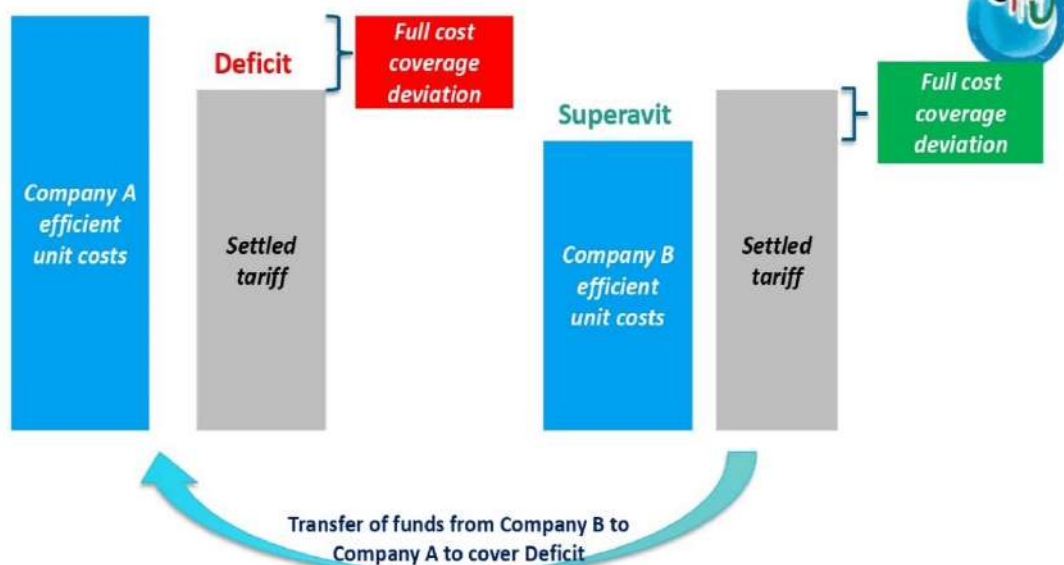 Deficit
Full cost
coverage
deviation
Company A
efficient
unit costs
Settled
tariff
Superavit
Full cost
coverage
deviation
Company B
efficient
unit costs
Settled
tariff
Transfer of funds from Company B to
Company A to cover Deficit